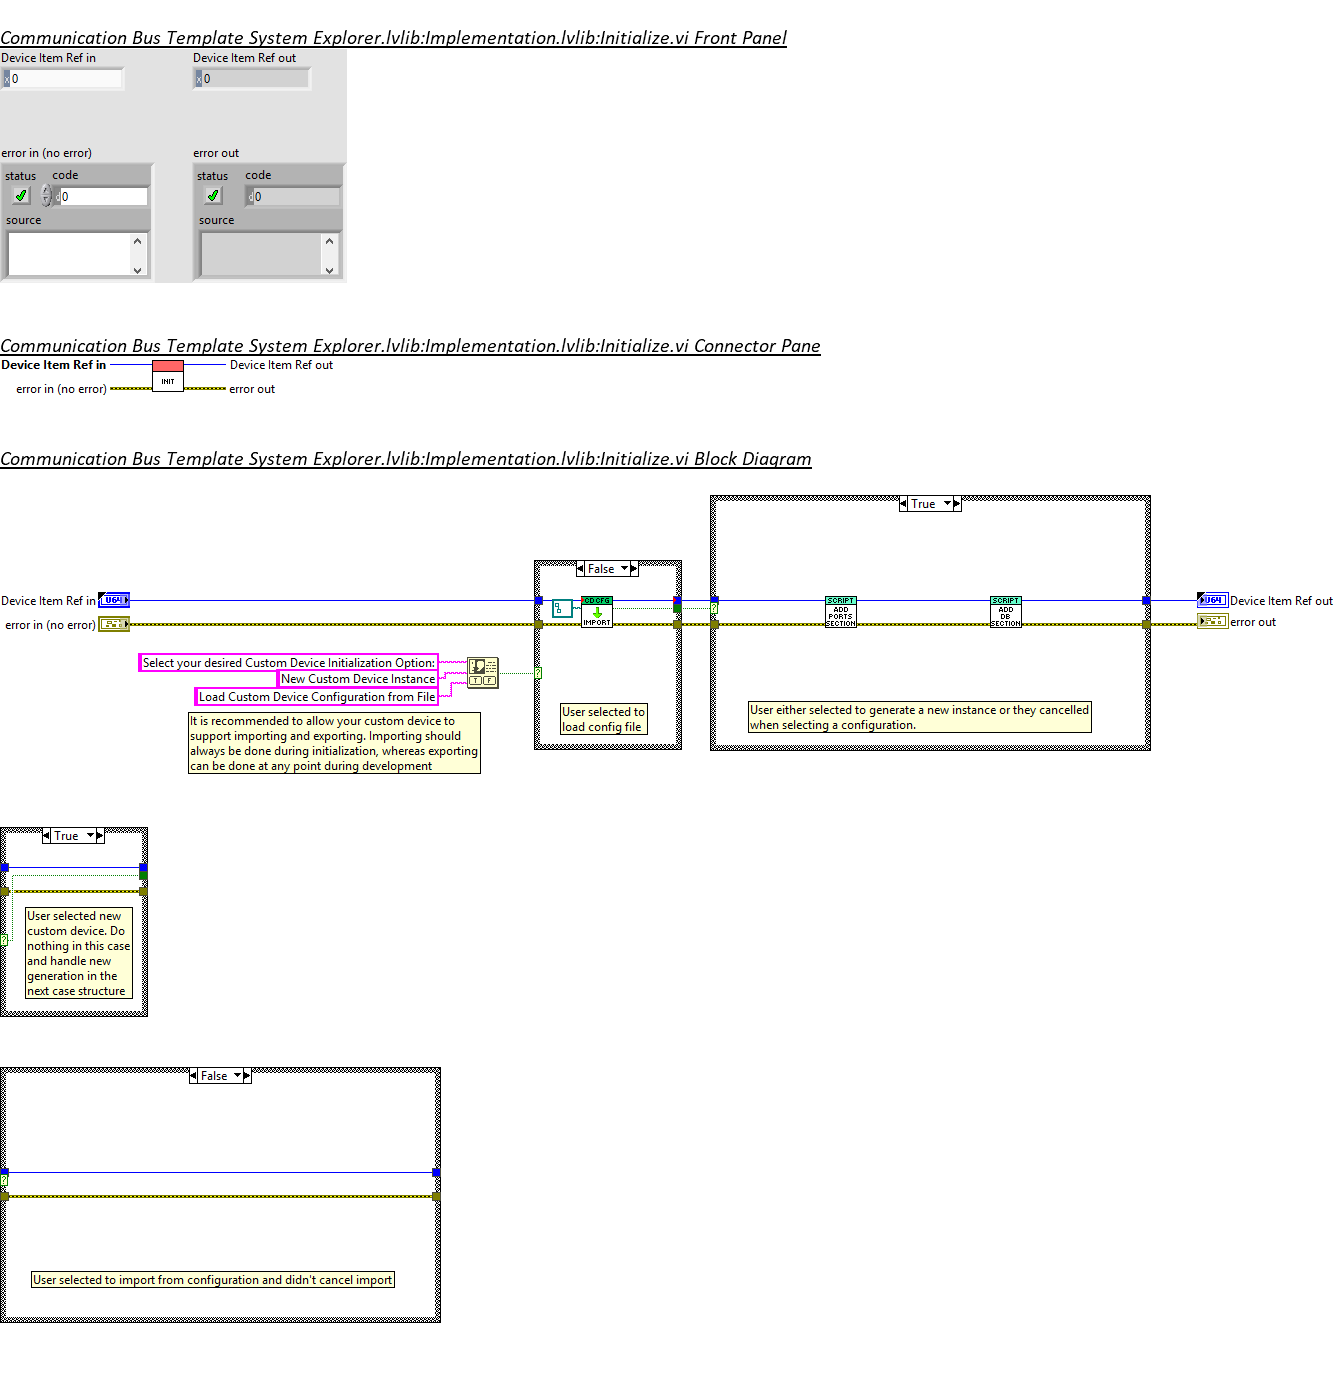 Communication Bus Template System Explorer.lvlib:Implementation.lvlib:Initialize.vi Front Panel
Device Item Ref in
Device Item Ref out
x 0
x 0
error in (no error)
error out
status code
status code
d 0
d 0
source
source
Communication Bus Template System Explorer.lvlib:Implementation.lvlib:Initialize.vi Connector Pane
Device Item Ref in
Device Item Ref out
INIT
error in (no error)
error out
Communication Bus Template System Explorer.lvlib:Implementation.lvlib:Initialize.vi Block Diagram
True
False
Device Item Ref in
U64
CD CFG
IMPORT
?
SCRIPT
ADD
PORTS
SECTION
SCRIPT
ADD
DB
SECTION
U64
Device Item Ref out
error in (no error)
error out
Select your desired Custom Device Initialization Option:
New Custom Device Instance
Load Custom Device Configuration from File
T F
?
It is recommended to allow your custom device to
support importing and exporting. Importing should
always be done during initialization, whereas exporting
can be done at any point during development
User selected to
load config file
User either selected to generate a new instance or they cancelled
when selecting a configuration.
True
?
User selected new
custom device. Do
nothing in this case
and handle new
generation in the
next case structure
False
?
User selected to import from configuration and didn't cancel import